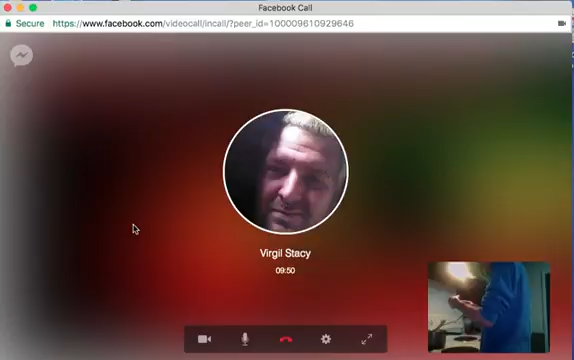 Facebook Call
Secure https://www.facebook.com/videocall/incall/?peer_id=100009610929646
Virgil Stacy
09:50